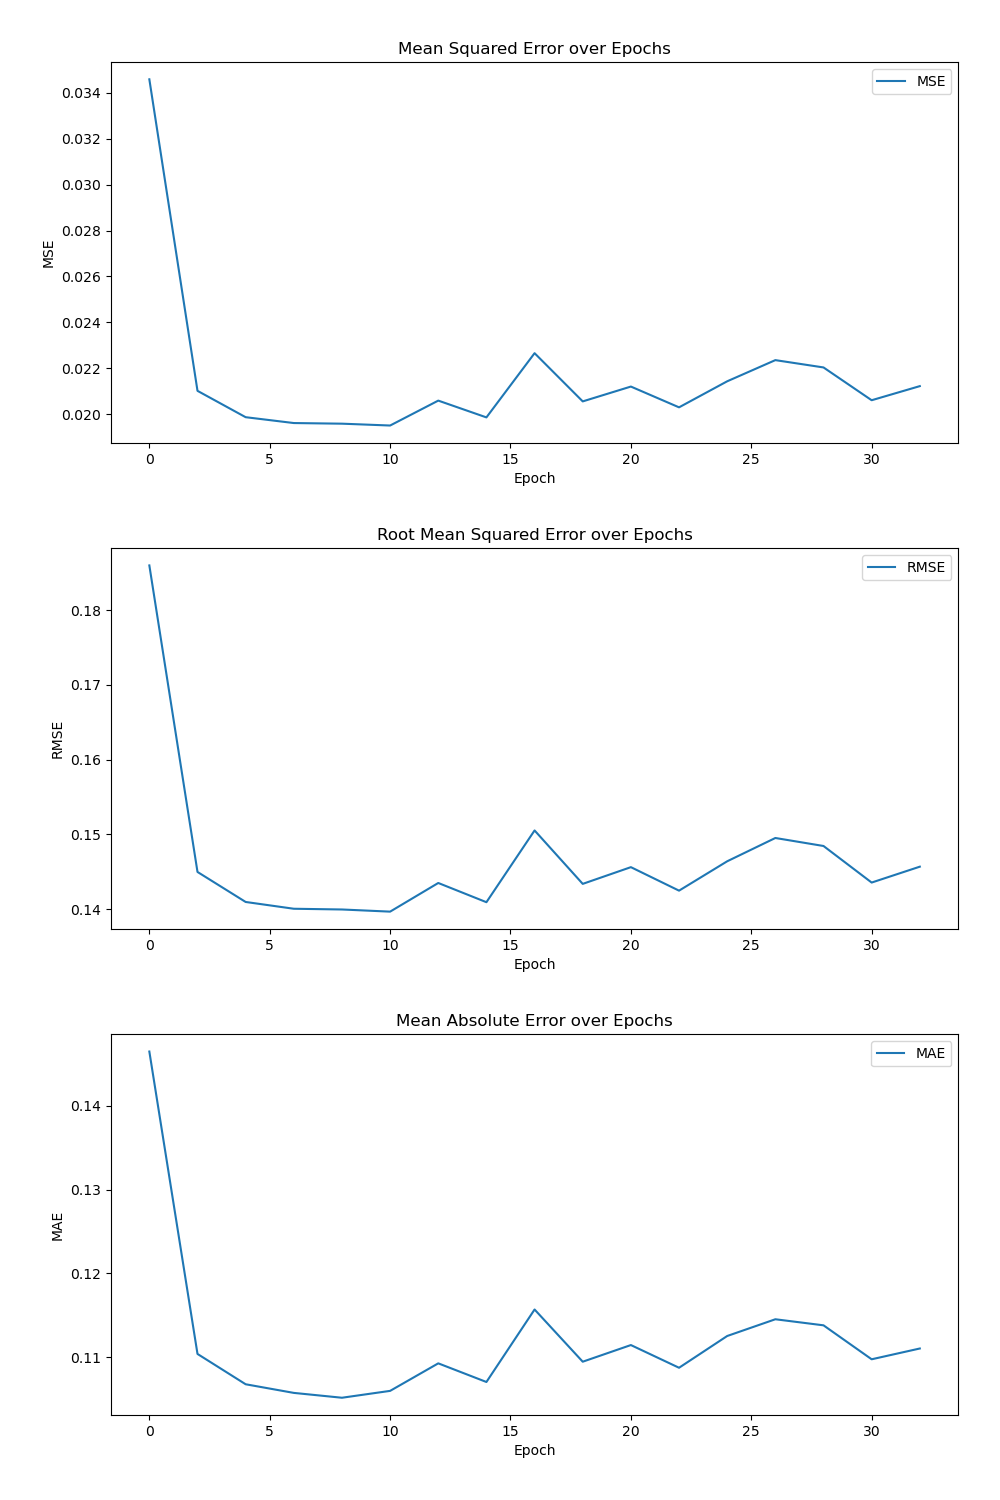 Mean Squared Error over Epochs
MSE
0.034
0.032
0.030
0.028
0.026
0.024
0.022
0.020
MSE
0 5 10 15 20 25 30
Epoch
Root Mean Squared Error over Epochs
RMSE
0.18
0.17
0.16
0.15
0.14
RMSE
0 5 10 15 20 25 30
Epoch
Mean Absolute Error over Epochs
MAE
0.14
0.13
0.12
0.11
MAE
0 5 10 15 20 25 30
Epoch